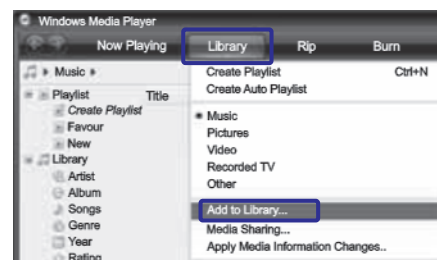 Windows Media Player
Now Playing Library Rip Burn
Music
Playlist Title
Create Playlist
Favour
New
Library
Artist
Album
Songs
Genre
Year
Rating
Create Playlist Ctrl+N
Create Auto Playlist
Music
Pictures
Video
Recorded TV
Other
Add to Library...
Media Sharing...
Apply Media Information Changes..